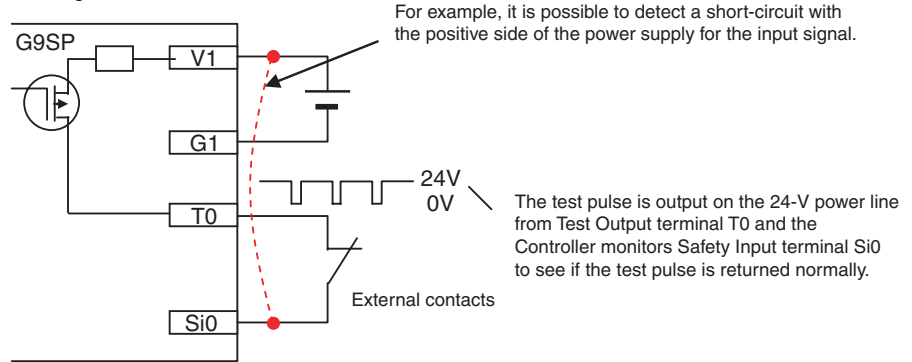 For example, it is possible to detect a short-circuit with
the positive side of the power supply for the input signal.
G9SP
V1
G1
24V
0V
T0
The test pulse is output on the 24-V power line
from Test Output terminal T0 and the
Controller monitors Safety Input terminal Si0
to see if the test pulse is returned normally.
External contacts
Si0